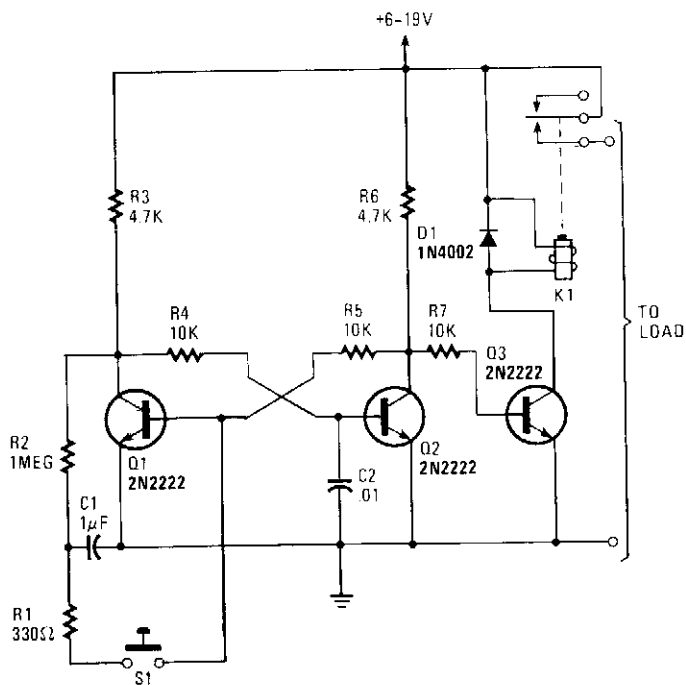 +6-19V
R3
4.7K
R6
4.7K
D1
1N4002
K1
TO
LOAD
R4
10K
R5
10K
R7
10K
Q3
2N2222
R2
1MEG
Q1
2N2222
Q2
2N2222
C2
.01
C1
1µF
R1
330Ω
S1